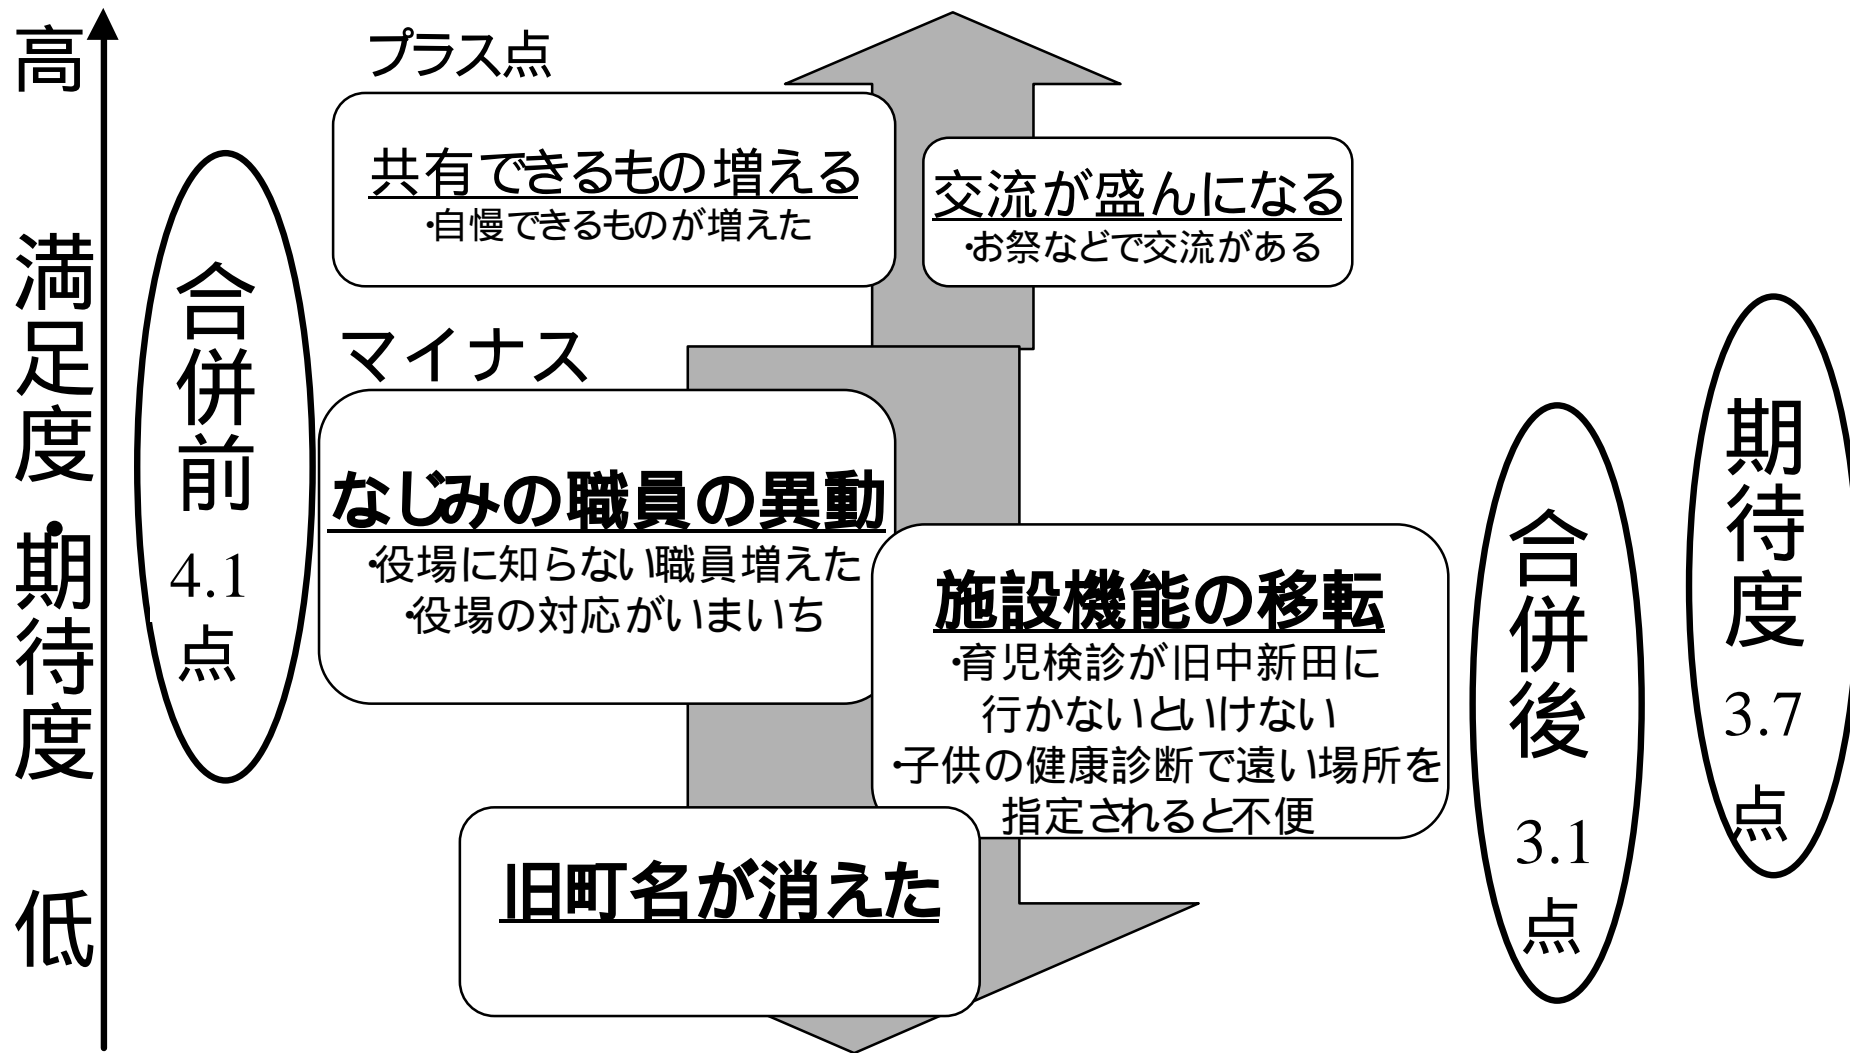 高
満足度・期待度
低
合併前
4.1
点
プラス点
共有できるもの増える
・自慢できるものが増えた
交流が盛んになる
・お祭などで交流がある
マイナス
なじみの職員の異動
・役場に知らない職員増えた
・役場の対応がいまいち
施設機能の移転
・育児検診が旧中新田に
行かないといけない
・子供の健康診断で遠い場所を
指定されると不便
旧町名が消えた
合併後
3.1
点
期待度
3.7
点